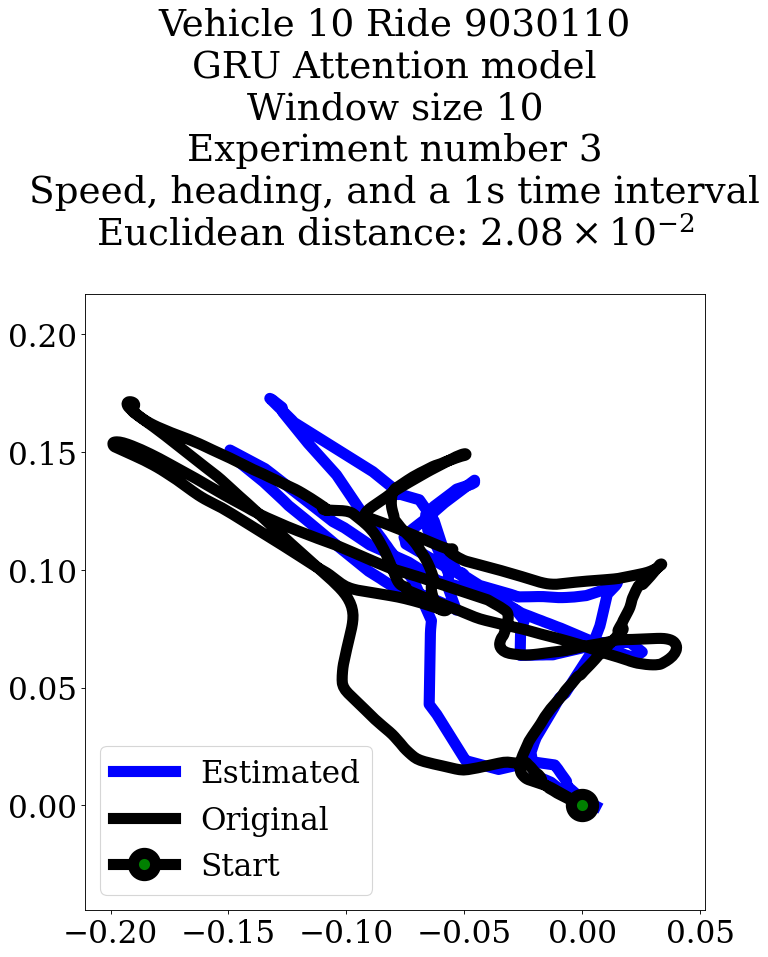 Vehicle 10 Ride 9030110
GRU Attention model
Window size 10
Experiment number 3
Speed, heading, and a 1s time interval
Euclidean distance: 2.08 × 10⁻²
0.20
0.15
0.10
0.05
0.00
Estimated
Original
Start
−0.20 −0.15 −0.10 −0.05 0.00 0.05